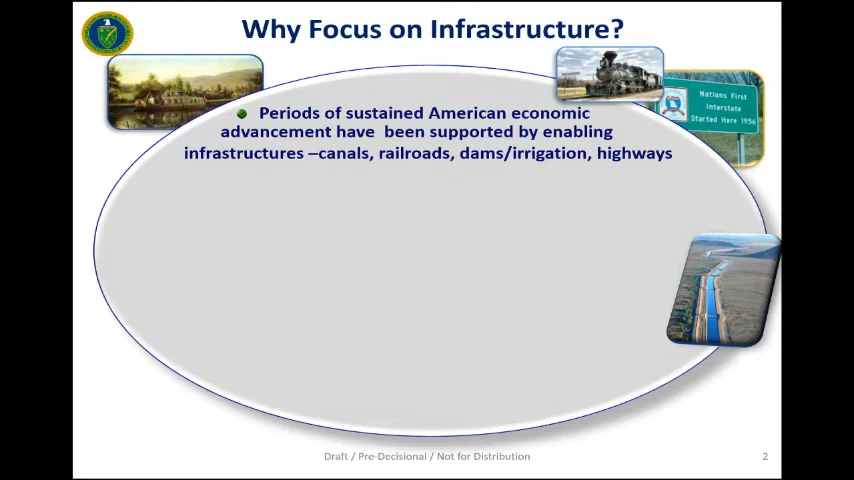 Why Focus on Infrastructure?
Nations First
Interstate
Started Here 1956
Periods of sustained American economic
advancement have been supported by enabling
infrastructures –canals, railroads, dams/irrigation, highways
Draft / Pre-Decisional / Not for Distribution
2